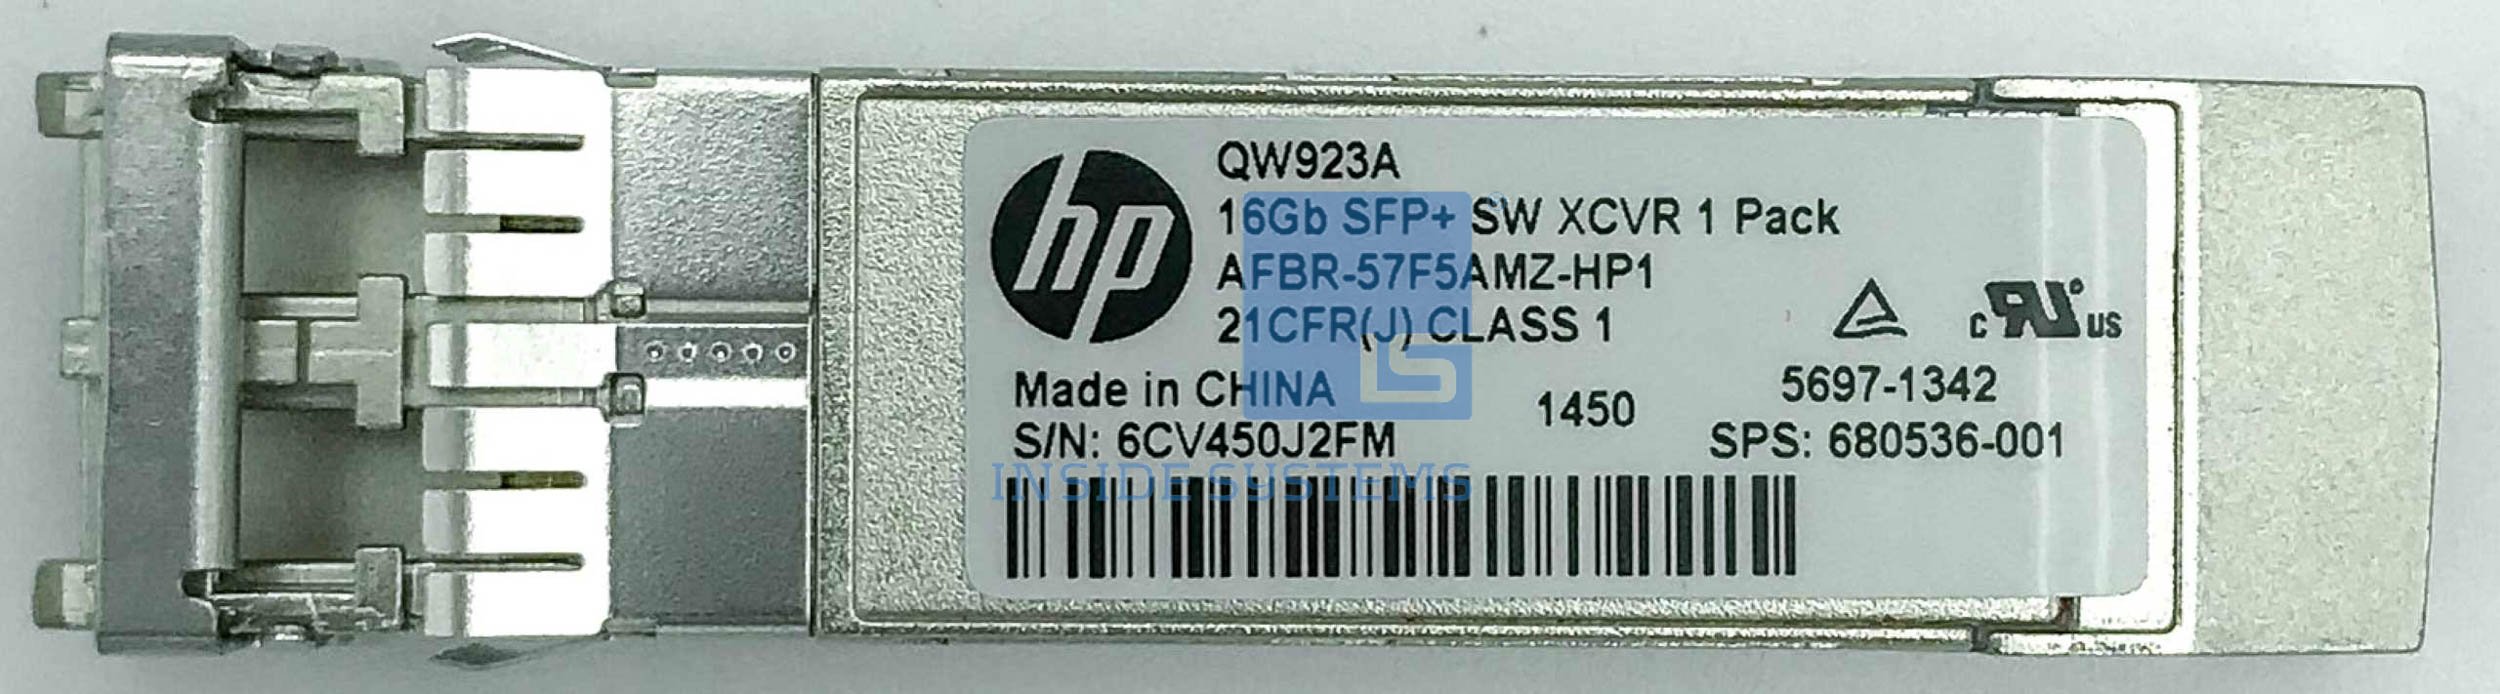 hp
QW923A
16Gb SFP+ SW XCVR 1 Pack
AFBR-57F5AMZ-HP1
21CFR(J) CLASS 1
c RU® us
Made in CHINA
1450
5697-1342
S/N: 6CV450J2FM
SPS: 680536-001
INSIDE SYSTEMS